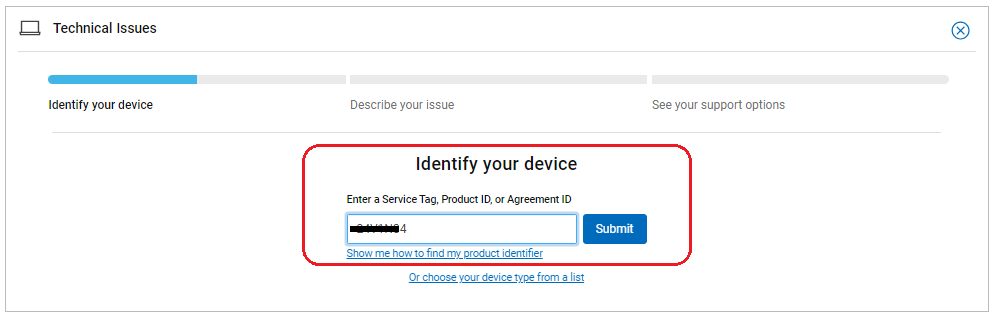 Technical Issues
Identify your device
Describe your issue
See your support options
Identify your device
Enter a Service Tag, Product ID, or Agreement ID
Submit
Show me how to find my product identifier
Or choose your device type from a list